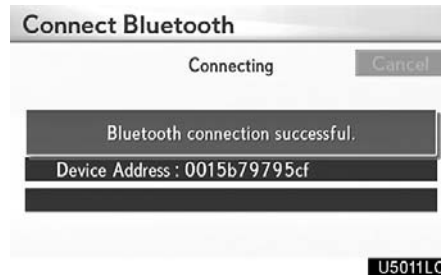 Connect Bluetooth
Connecting
Cancel
Bluetooth connection successful.
Device Address : 0015b79795cf
U5011LC